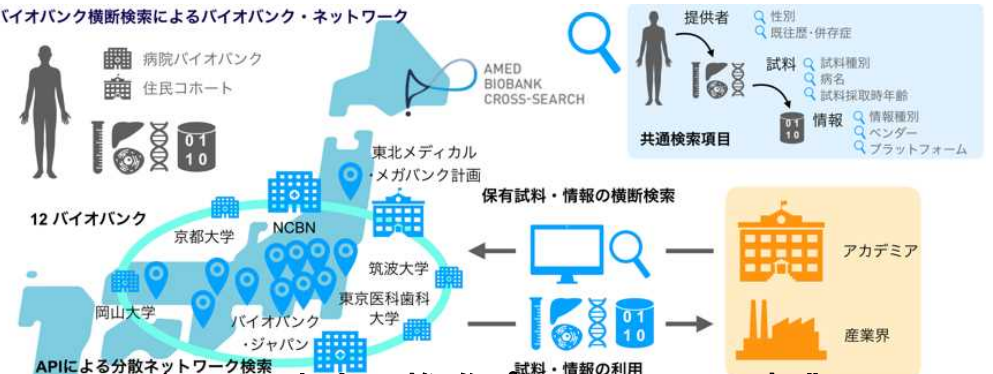 バイオバンク横断検索によるバイオバンク・ネットワーク
病院バイオバンク
住民コホート
AMED
BIOBANK
CROSS-SEARCH
提供者
性別
既往歴・併存症
試料
試料種別
病名
試料採取時年齢
情報
情報種別
ベンダー
プラットフォーム
共通検索項目
01
10
01
10
東北メディカル
・メガバンク計画
12 バイオバンク
京都大学
NCBN
筑波大学
岡山大学
東京医科歯科
大学
バイオバンク
・ジャパン
APIによる分散ネットワーク検索
保有試料・情報の横断検索
01
10
試料・情報の利用
アカデミア
産業界